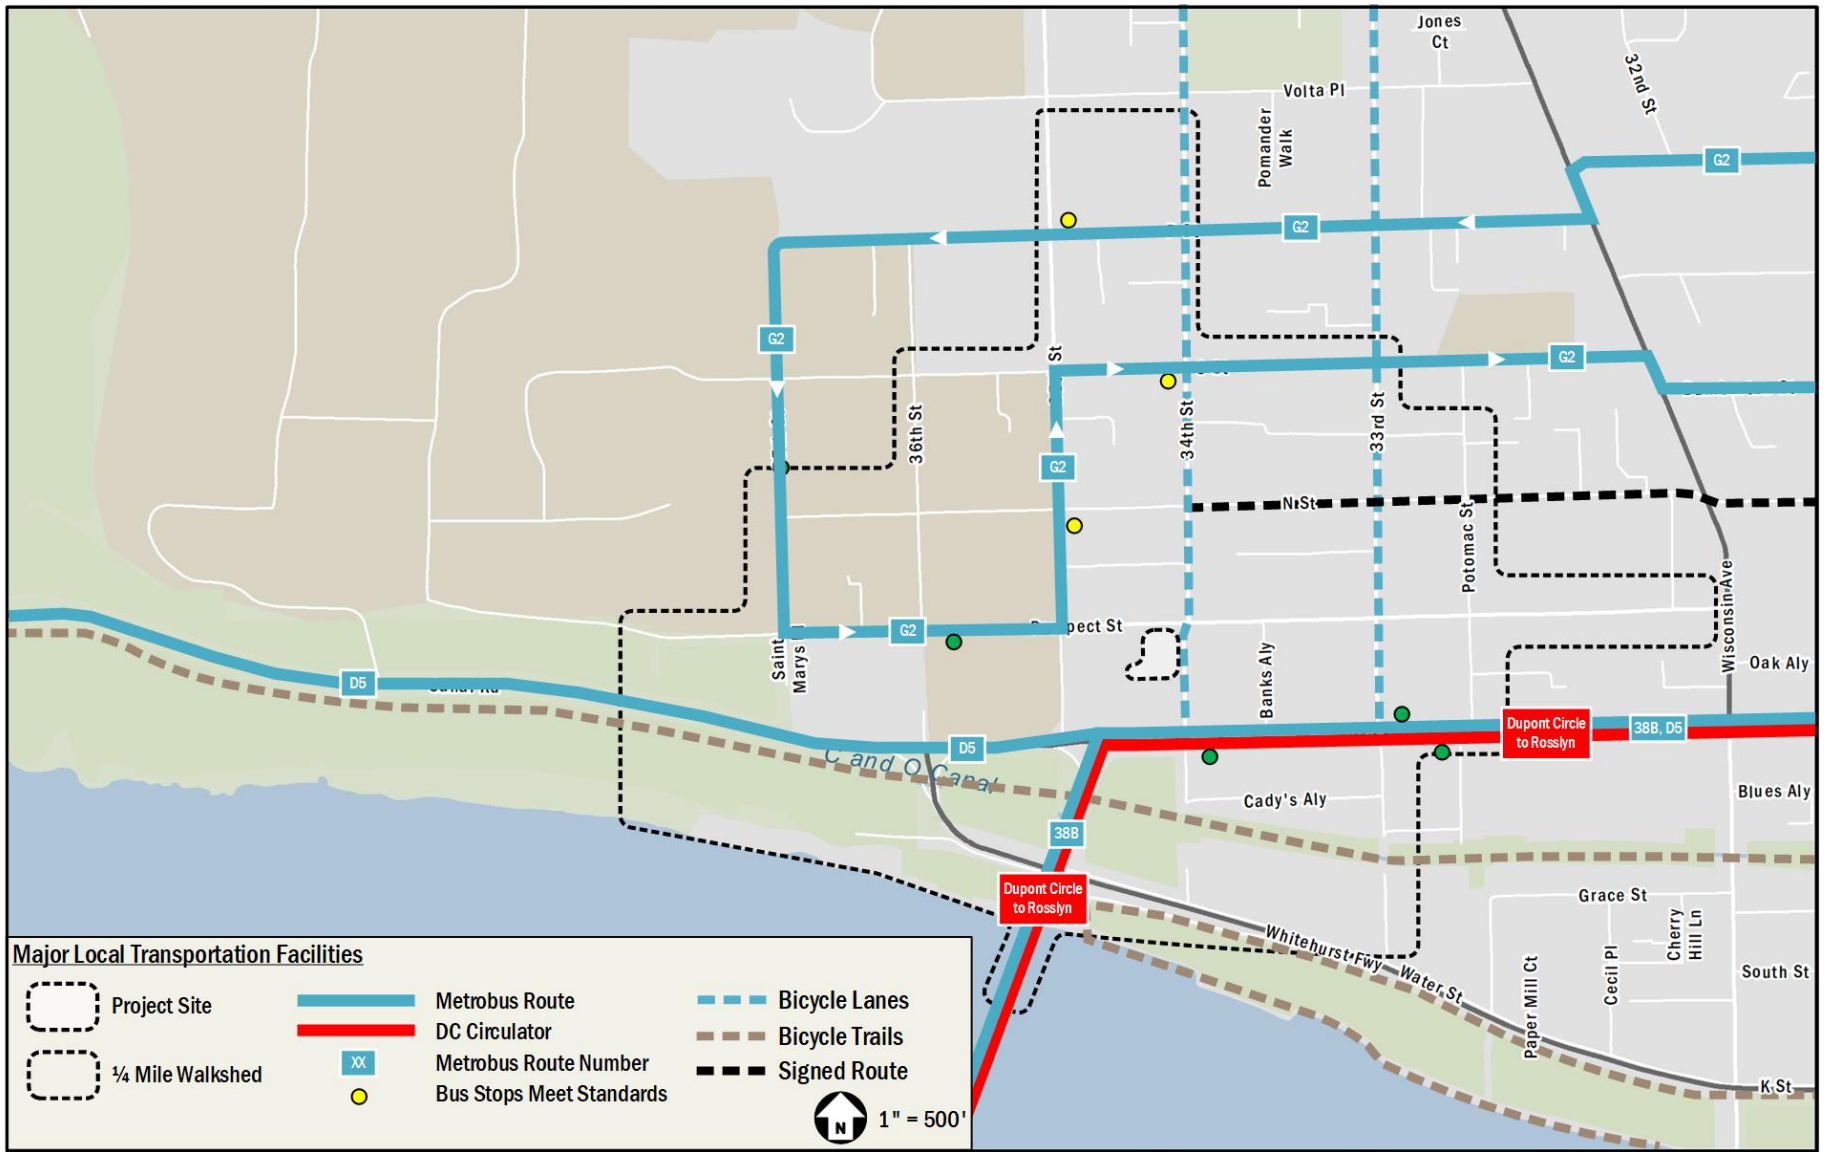 Jones
Ct
32nd St
Volta Pl
Pomander
Walk
G2
G2
G2
St
G2
36th St
34th St
33rd St
G2
N St
Potomac St
Wisconsin Ave
G2
pect St
Saint
Marys
Banks Aly
Oak Aly
D5
Dupont Circle
to Rosslyn
38B, D5
D5
C and O Canal
Cady's Aly
Blues Aly
38B
Dupont Circle
to Rosslyn
Grace St
Cherry
Hill Ln
Whitehurst Fwy
Water St
Paper Mill Ct
Cecil Pl
South St
K St
Major Local Transportation Facilities
Project Site
¼ Mile Walkshed
Metrobus Route
DC Circulator
XX
Metrobus Route Number
Bus Stops Meet Standards
Bicycle Lanes
Bicycle Trails
Signed Route
N
1" = 500'